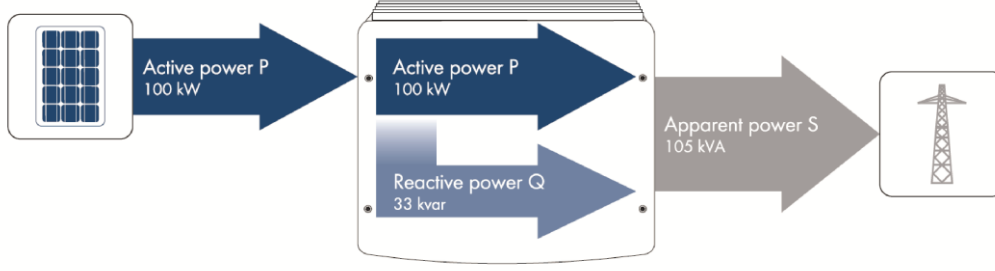 Active power P
100 kW
Active power P
100 kW
Reactive power Q
33 kvar
Apparent power S
105 kVA